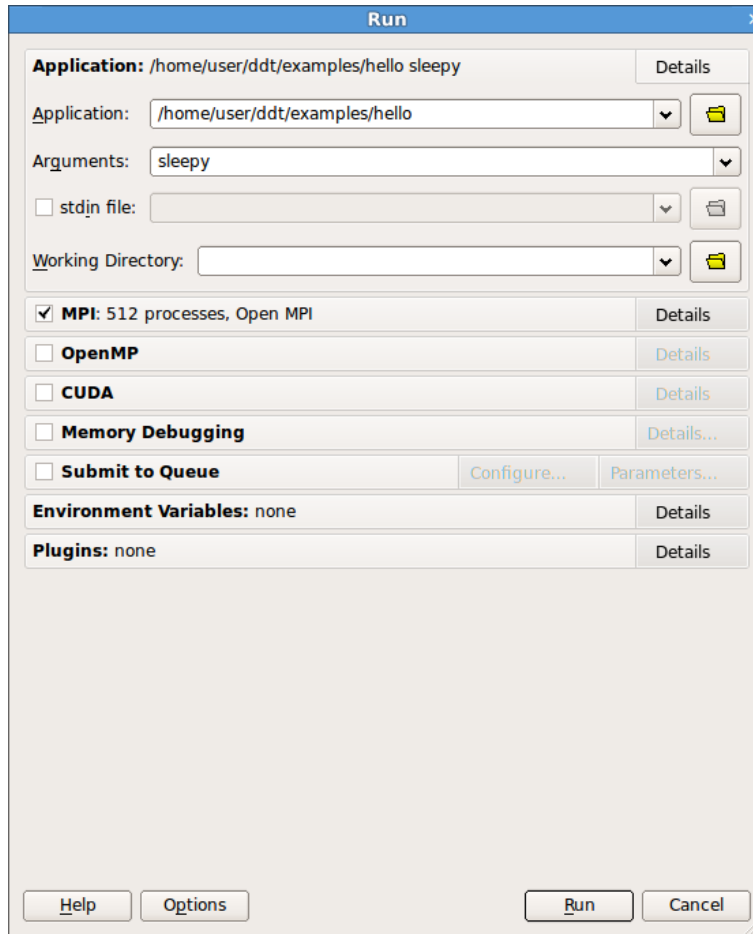 Run
Application: /home/user/ddt/examples/hello sleepy Details
Application: /home/user/ddt/examples/hello
Arguments: sleepy
stdin file:
Working Directory:
MPI: 512 processes, Open MPI Details
OpenMP Details
CUDA Details
Memory Debugging Details...
Submit to Queue Configure... Parameters...
Environment Variables: none Details
Plugins: none Details
Help Options Run Cancel